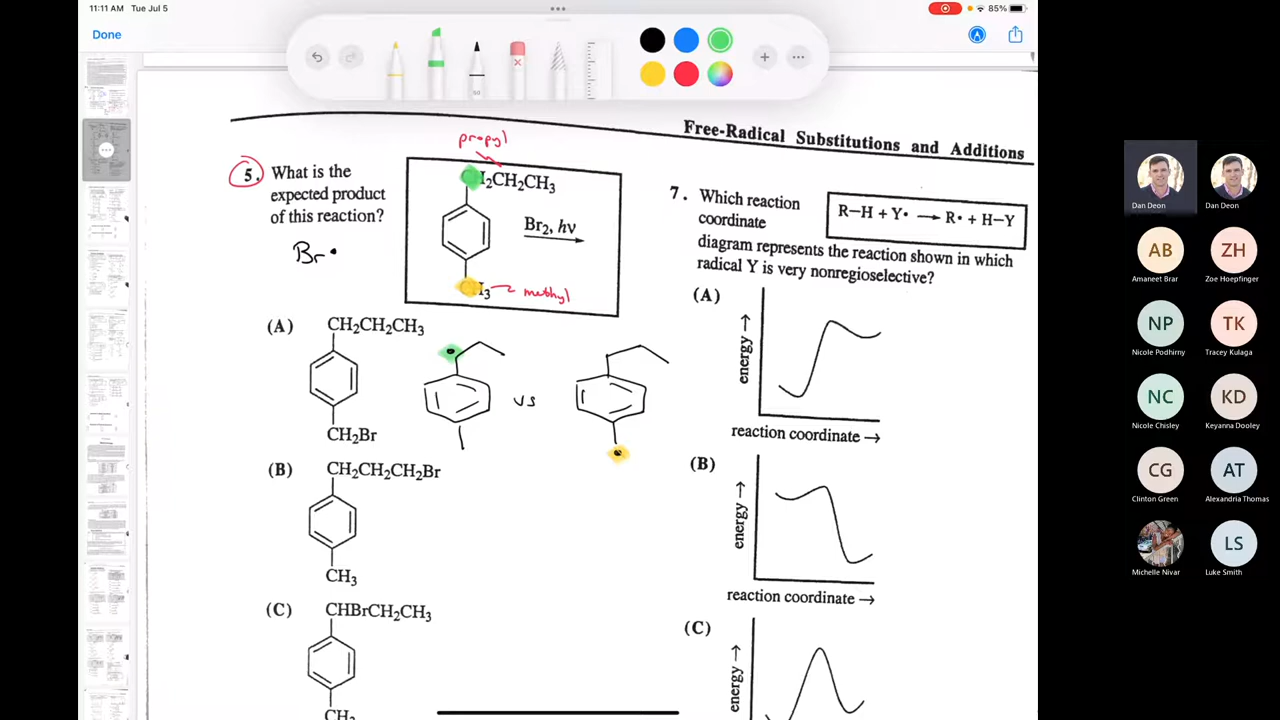 11:11 AM Tue Jul 5
85%
Done
Free-Radical Substitutions and Additions
propyl
5. What is the
expected product
of this reaction?
Br•
CH₂CH₂CH₃
Br₂, hν
CH₃
methyl
(A) CH₂CH₂CH₃
CH₂Br
vs
(B) CH₂CH₂CH₂Br
CH₃
(C) CHBrCH₂CH₃
CH₃
7. Which reaction
coordinate
R—H + Y• → R• + H—Y
diagram represents the reaction shown in which
radical Y is very nonregioselective?
(A)
energy →
reaction coordinate →
(B)
energy →
reaction coordinate →
(C)
energy →
Dan Deon
Dan Deon
AB
Amaneet Brar
ZH
Zoe Hoepfinger
NP
Nicole Podhirny
TK
Tracey Kulaga
NC
Nicole Chisley
KD
Keyanna Dooley
CG
Clinton Green
AT
Alexandria Thomas
Michelle Nivar
LS
Luke Smith